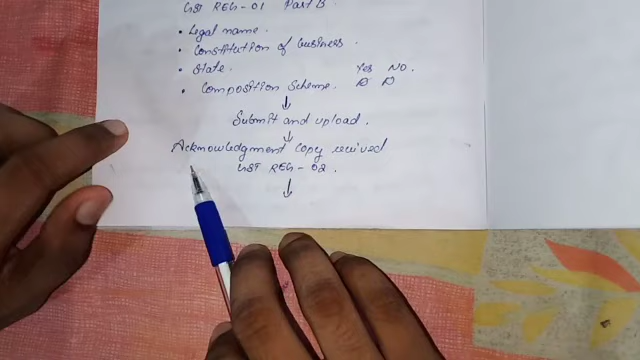 GST REG-01 Part B
• Legal name.
• Constitution of business.
• State. Yes No.
• Composition Scheme.
↓
Submit and upload.
↓
Acknowledgment Copy recived
GST REG-02.
↓